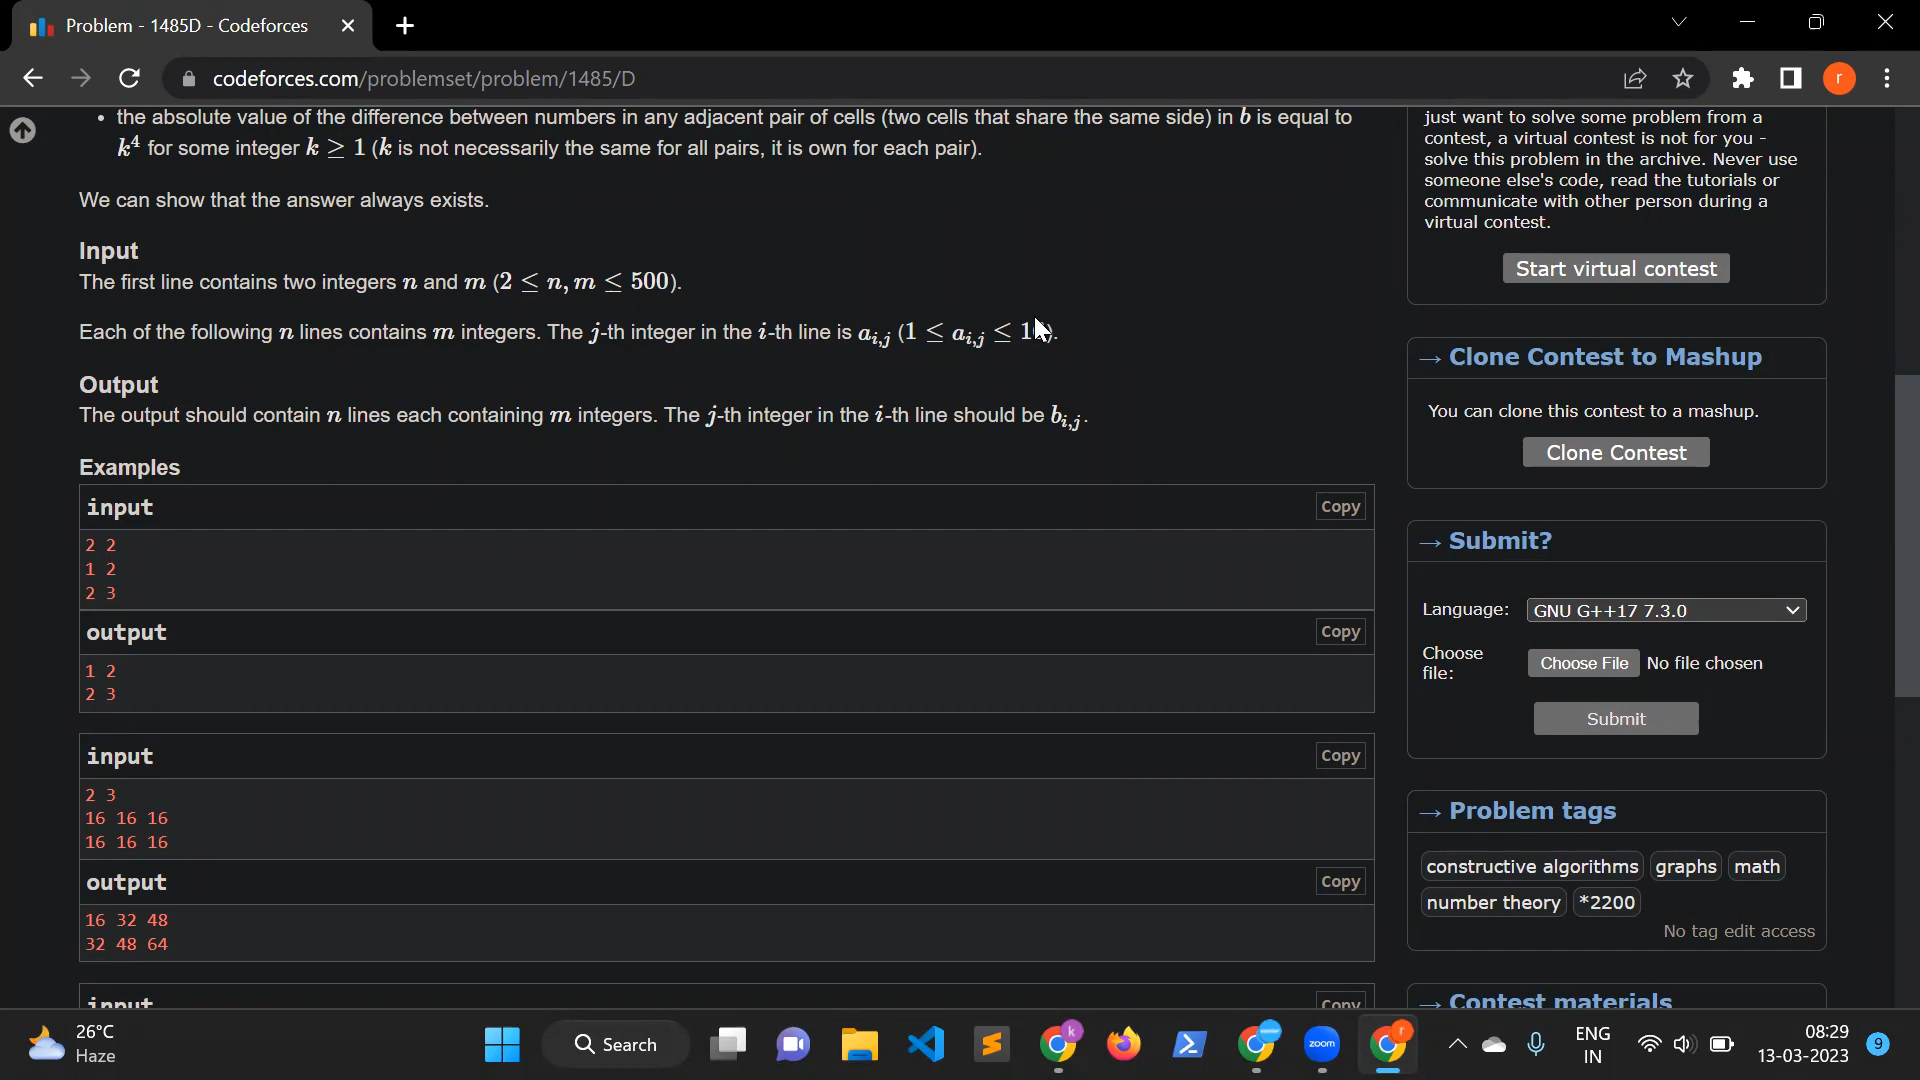 Problem - 1485D - Codeforces
codeforces.com/problemset/problem/1485/D
r
• the absolute value of the difference between numbers in any adjacent pair of cells (two cells that share the same side) in b is equal to
k⁴ for some integer k ≥ 1 (k is not necessarily the same for all pairs, it is own for each pair).
We can show that the answer always exists.
Input
The first line contains two integers n and m (2 ≤ n, m ≤ 500).
Each of the following n lines contains m integers. The j-th integer in the i-th line is a_{i,j} (1 ≤ a_{i,j} ≤ 1).
Output
The output should contain n lines each containing m integers. The j-th integer in the i-th line should be b_{i,j}.
Examples
input
Copy
2 2
1 2
2 3
output
Copy
1 2
2 3
input
Copy
2 3
16 16 16
16 16 16
output
Copy
16 32 48
32 48 64
input
Copy
just want to solve some problem from a
contest, a virtual contest is not for you -
solve this problem in the archive. Never use
someone else's code, read the tutorials or
communicate with other person during a
virtual contest.
Start virtual contest
→ Clone Contest to Mashup
You can clone this contest to a mashup.
Clone Contest
→ Submit?
Language:
GNU G++17 7.3.0
Choose
file:
Choose File No file chosen
Submit
→ Problem tags
constructive algorithms graphs math
number theory *2200
No tag edit access
→ Contest materials
26°C
Haze
Search
k
zoom
r
ENG
IN
08:29
13-03-2023
9